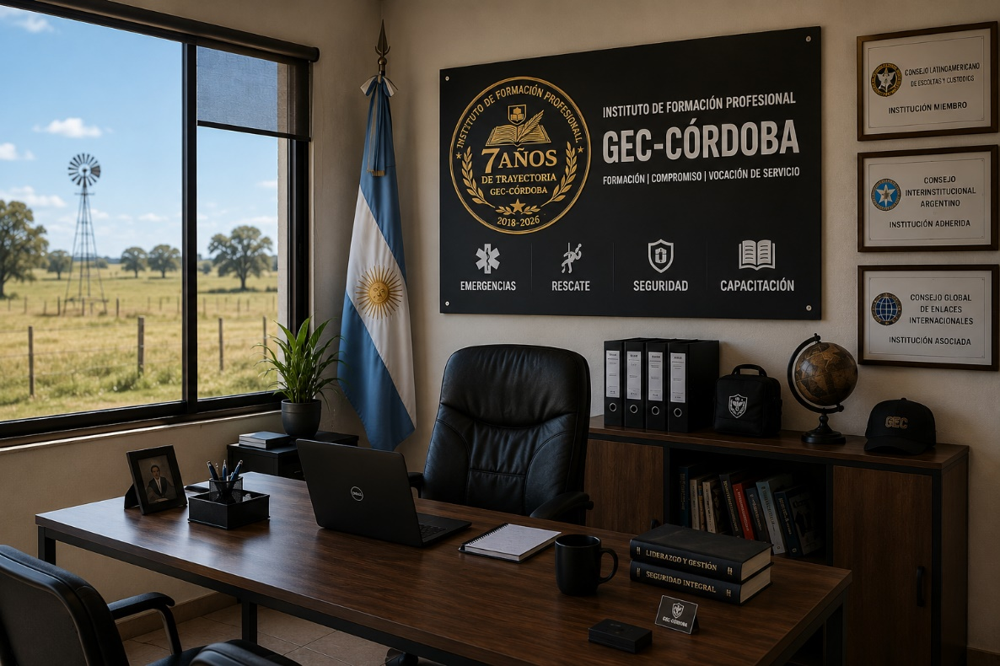 INSTITUTO DE FORMACIÓN PROFESIONAL
7 AÑOS
DE TRAYECTORIA
GEC-CÓRDOBA
2018-2026
INSTITUTO DE FORMACIÓN PROFESIONAL
GEC-CÓRDOBA
FORMACIÓN | COMPROMISO | VOCACIÓN DE SERVICIO
EMERGENCIAS
RESCATE
SEGURIDAD
CAPACITACIÓN
CONSEJO LATINOAMERICANO
DE ESCOLTAS Y CUSTODIOS
INSTITUCIÓN MIEMBRO
CONSEJO
INTERINSTITUCIONAL
ARGENTINO
INSTITUCIÓN ADHERIDA
CONSEJO GLOBAL
DE ENLACES
INTERNACIONALES
INSTITUCIÓN ASOCIADA
GEC
DELL
LIDERAZGO Y GESTIÓN
SEGURIDAD INTEGRAL
GEC-CÓRDOBA